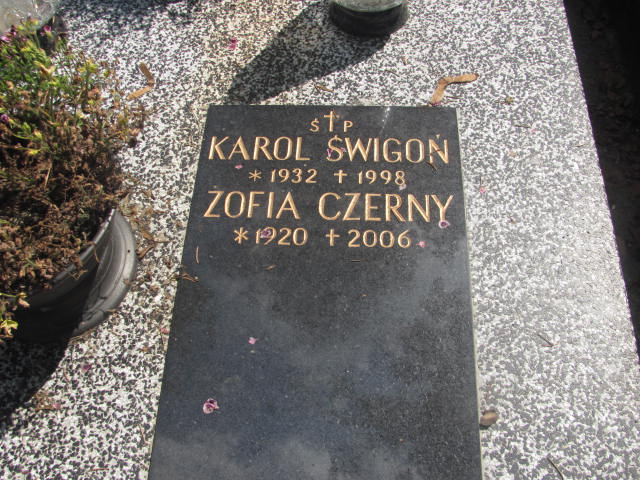 Ś † P
KAROL ŚWIGOŃ
* 1932 † 1998
ZOFIA CZERNY
* 1920 † 2006